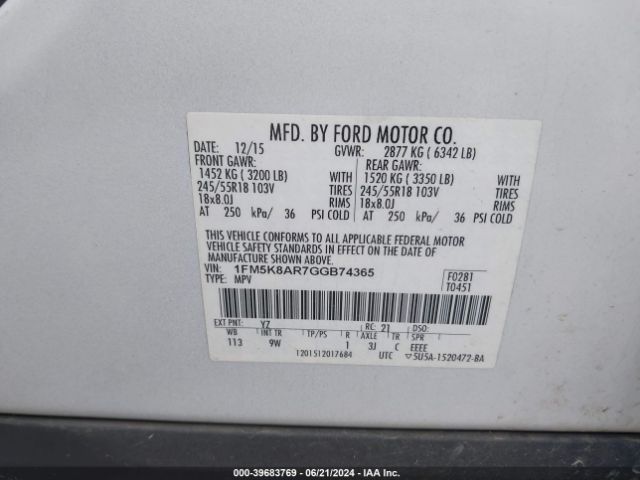 MFD. BY FORD MOTOR CO.
DATE: 12/15 GVWR: 2877 KG ( 6342 LB)
FRONT GAWR: REAR GAWR:
1452 KG ( 3200 LB) 1520 KG ( 3350 LB)
245/55R18 103V TIRES 245/55R18 103V TIRES
18x8.0J RIMS 18x8.0J RIMS
AT 250 kPa/ 36 PSI COLD AT 250 kPa/ 36 PSI COLD
THIS VEHICLE CONFORMS TO ALL APPLICABLE FEDERAL MOTOR
VEHICLE SAFETY STANDARDS IN EFFECT ON THE DATE OF
MANUFACTURE SHOWN ABOVE.
VIN: 1FM5K8AR7GGB74365 F0281
TYPE: MPV T0451
EXT PNT: YZ RC: 21 DSO:
WB INT TR TP/PS R AXLE TR SPR
113 9W 1 3J C EEEE
1201512017684 UTC ▽5U5A-1520472-BA
000-39683769 - 06/21/2024 - IAA Inc.